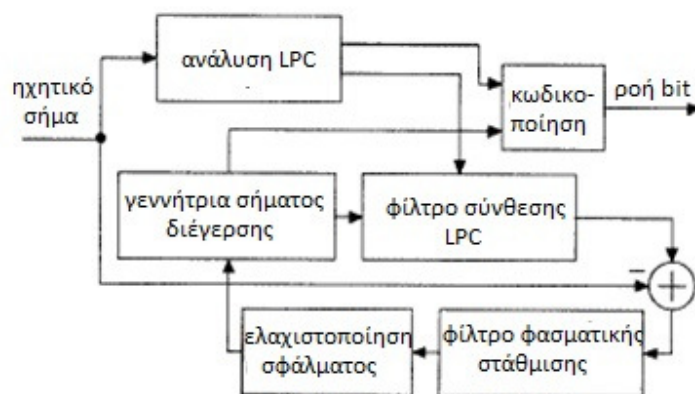 ανάλυση LPC
ηχητικό
σήμα
κωδικο-
ποίηση
ροή bit
γεννήτρια σήματος
διέγερσης
φίλτρο σύνθεσης
LPC
−
+
ελαχιστοποίηση
σφάλματος
φίλτρο φασματικής
στάθμισης